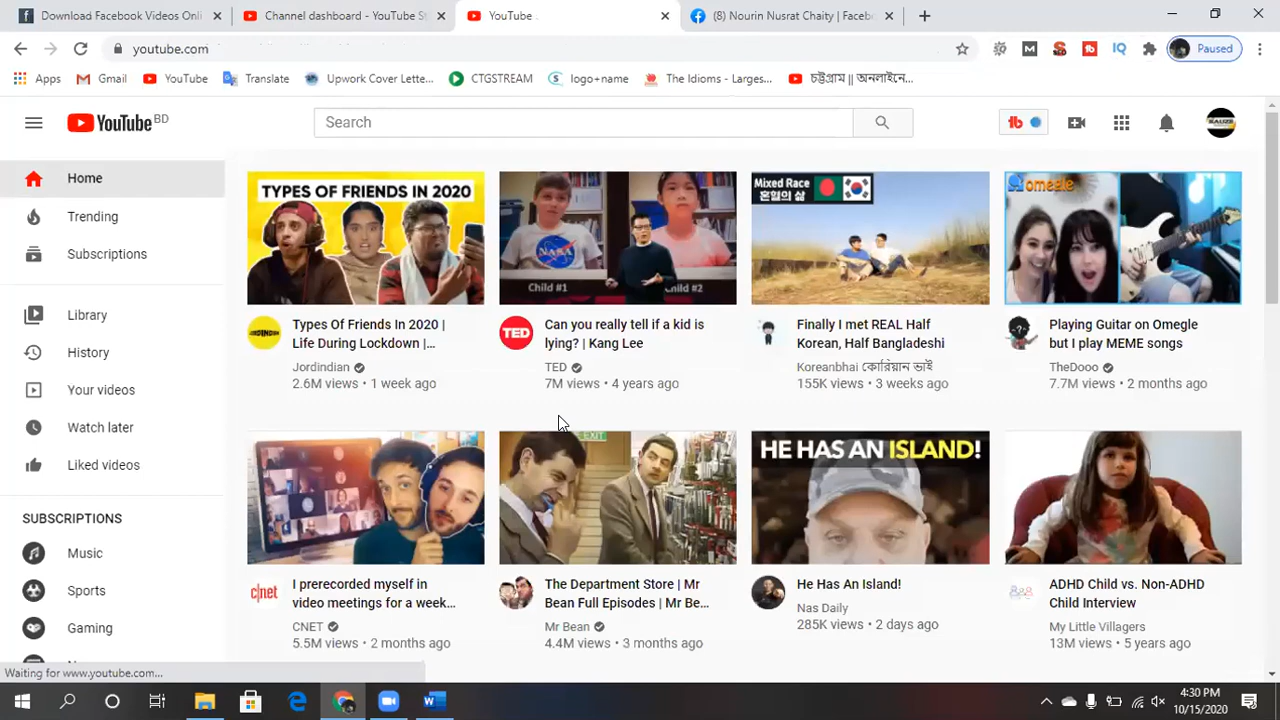 Download Facebook Videos Onli
Channel dashboard - YouTube St
YouTube
(8) Nourin Nusrat Chaity | Faceb
youtube.com
Paused
Apps
Gmail
YouTube
Translate
Upwork Cover Lette...
CTGSTREAM
logo+name
The Idioms - Larges...
চট্টগ্রাম || অনলাইনে...
YouTube BD
Search
Home
Trending
Subscriptions
Library
History
Your videos
Watch later
Liked videos
SUBSCRIPTIONS
Music
Sports
Gaming
TYPES OF FRIENDS IN 2020
NASA
Child #1
Child #2
Mixed Race
혼혈의 삶
Omegle
JORDINDIAN
Types Of Friends In 2020 |
Life During Lockdown |...
Jordindian
2.6M views • 1 week ago
TED
Can you really tell if a kid is
lying? | Kang Lee
TED
7M views • 4 years ago
Finally I met REAL Half
Korean, Half Bangladeshi
Koreanbhai কোরিয়ান ভাই
155K views • 3 weeks ago
Playing Guitar on Omegle
but I play MEME songs
TheDooo
7.7M views • 2 months ago
EXIT
HE HAS AN ISLAND!
c|net
I prerecorded myself in
video meetings for a week...
CNET
5.5M views • 2 months ago
The Department Store | Mr
Bean Full Episodes | Mr Be...
Mr Bean
4.4M views • 3 months ago
He Has An Island!
Nas Daily
285K views • 2 days ago
ADHD Child vs. Non-ADHD
Child Interview
My Little Villagers
13M views • 5 years ago
Waiting for www.youtube.com...
4:30 PM
10/15/2020